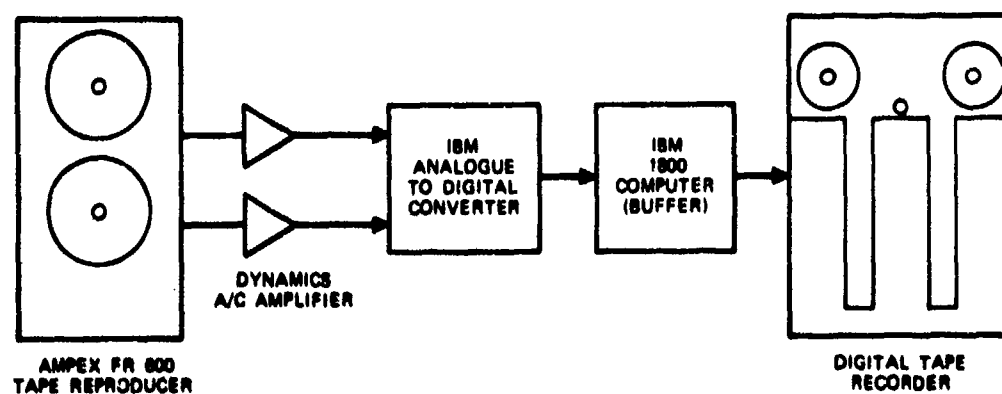 IBM
ANALOGUE
TO DIGITAL
CONVERTER
IBM
1800
COMPUTER
(BUFFER)
DYNAMICS
A/C AMPLIFIER
AMPEX FR 600
TAPE REPRODUCER
DIGITAL TAPE
RECORDER